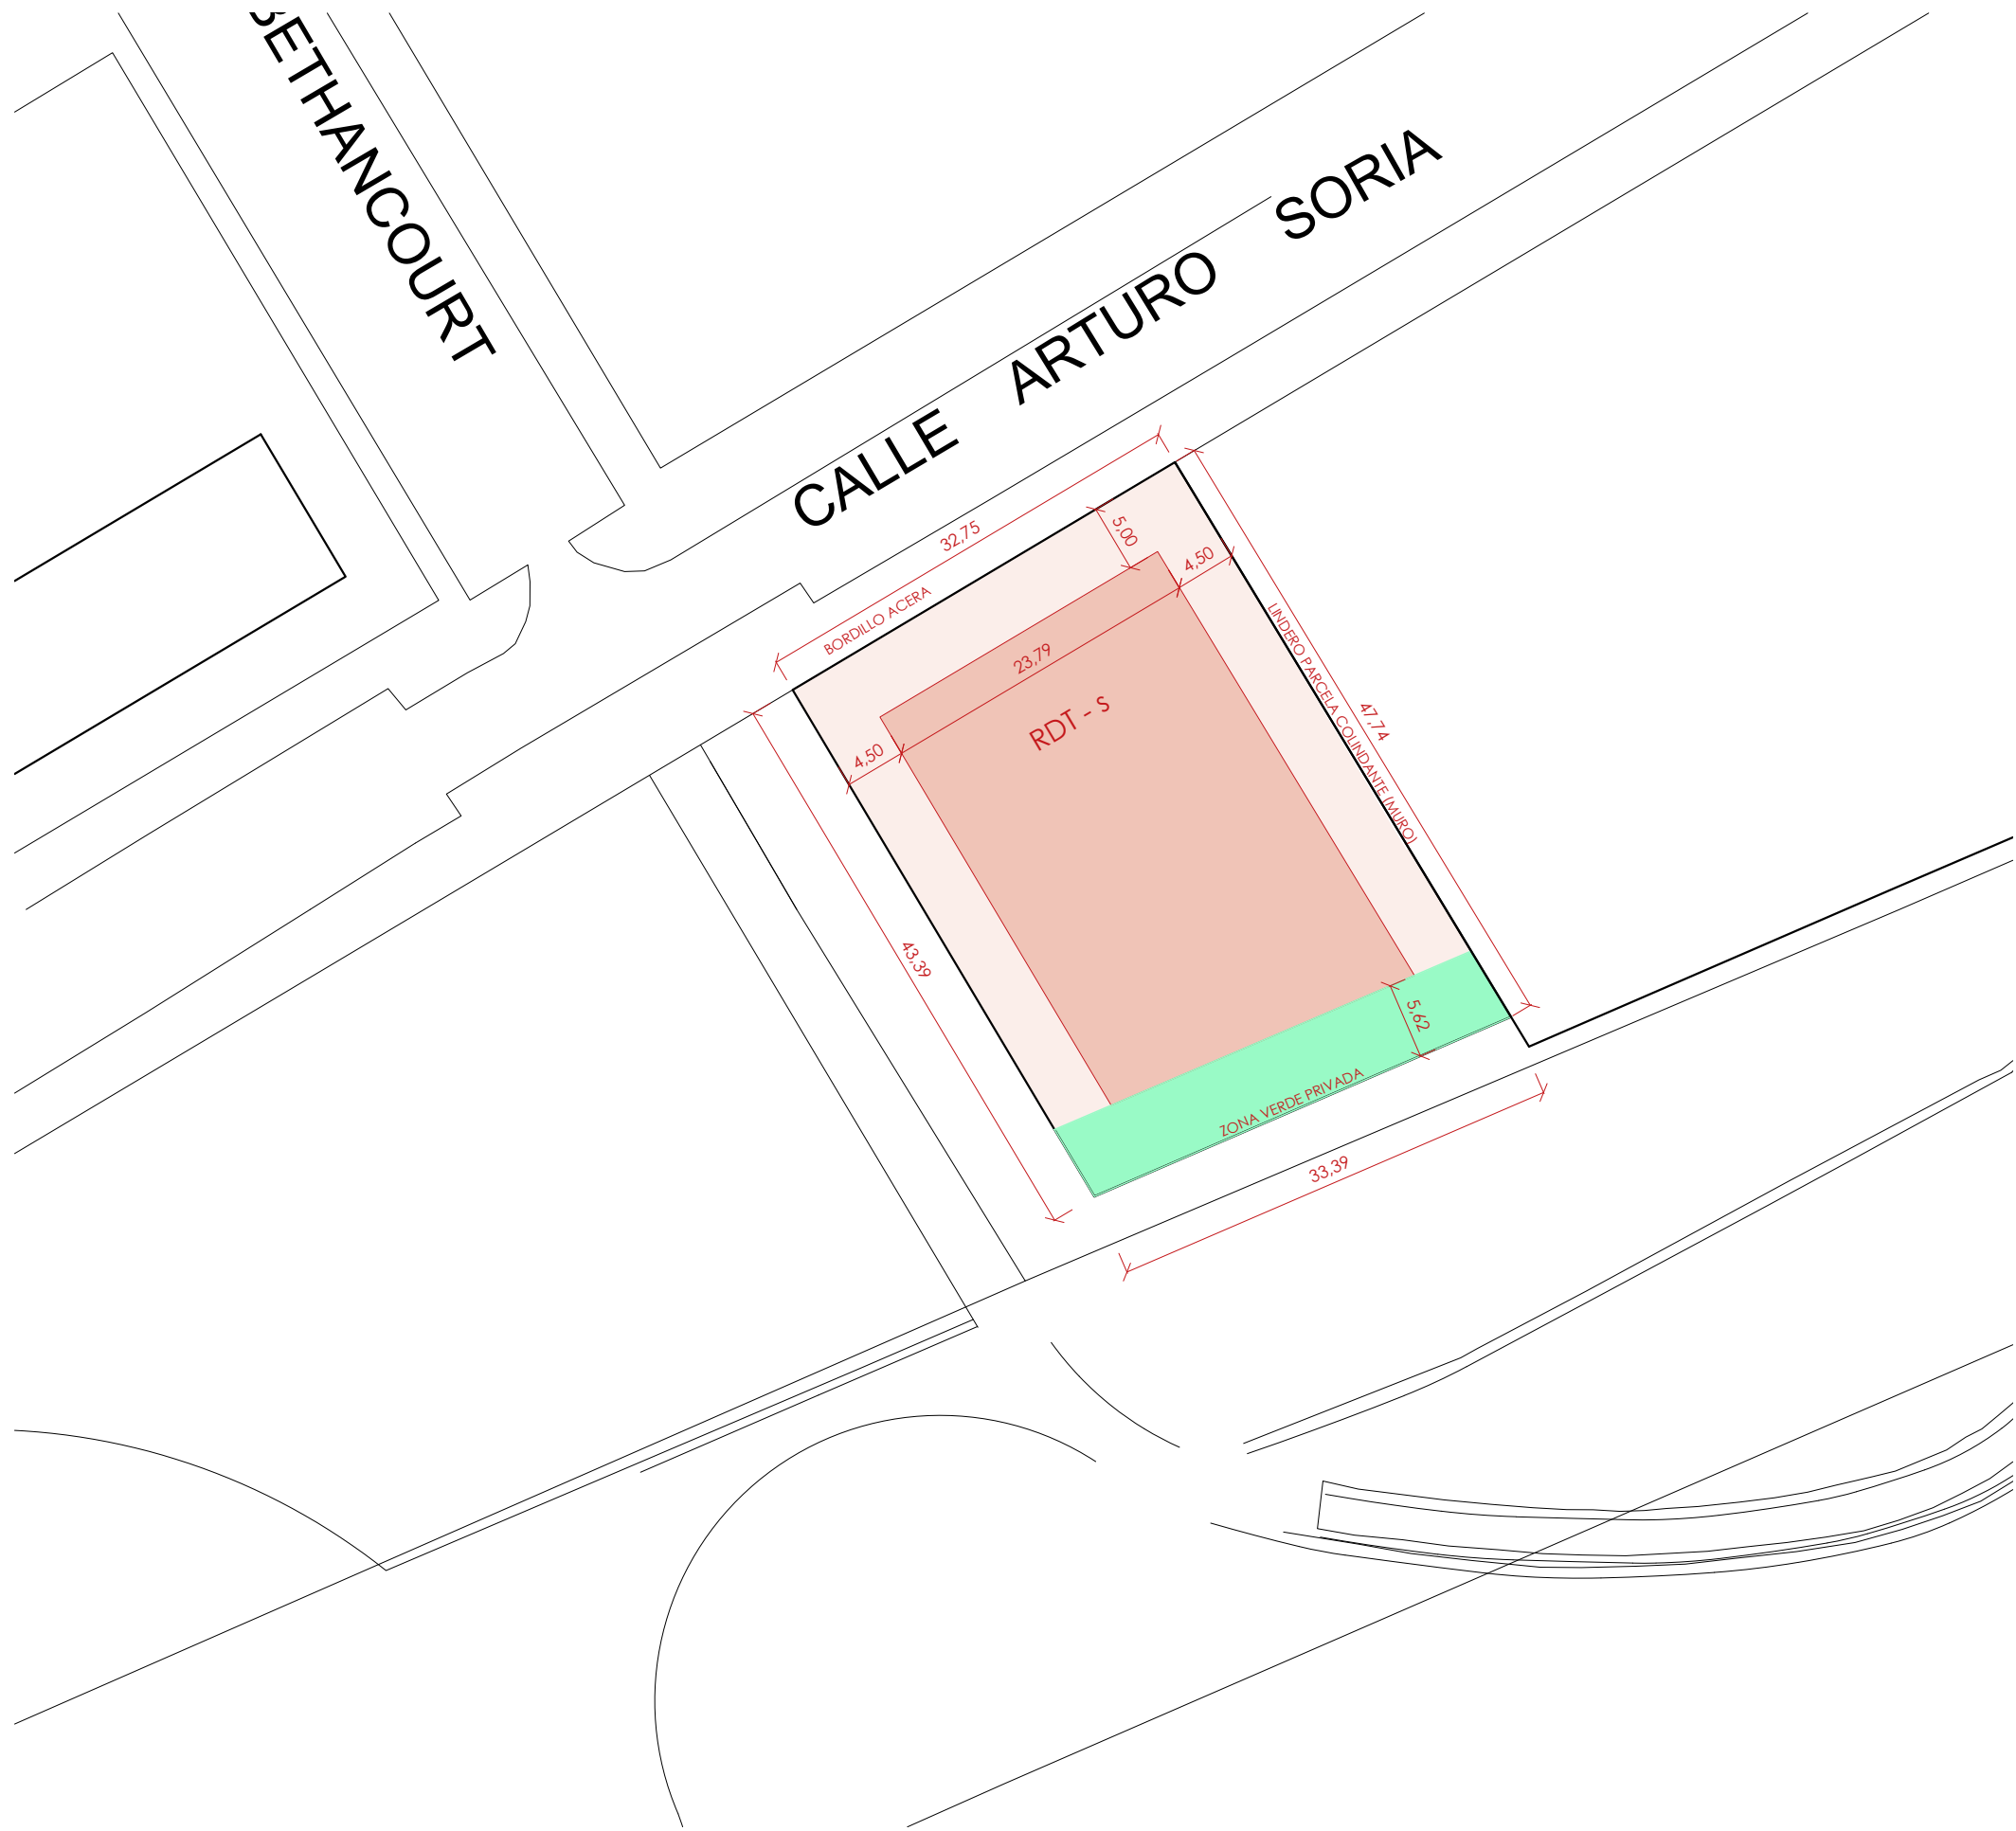 BETHANCOURT
CALLE ARTURO SORIA
32,75
BORDILLO ACERA
5,00
4,50
23,79
4,50
RDT - S
LINDERO PARCELA COLINDANTE (MURO)
47,74
43,39
5,62
ZONA VERDE PRIVADA
33,39